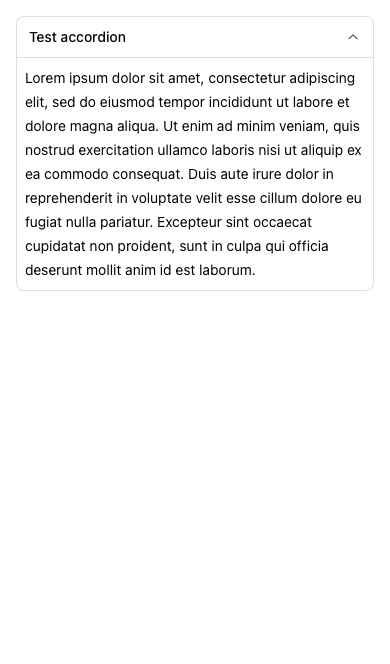 Test accordion
Lorem ipsum dolor sit amet, consectetur adipiscing
elit, sed do eiusmod tempor incididunt ut labore et
dolore magna aliqua. Ut enim ad minim veniam, quis
nostrud exercitation ullamco laboris nisi ut aliquip ex
ea commodo consequat. Duis aute irure dolor in
reprehenderit in voluptate velit esse cillum dolore eu
fugiat nulla pariatur. Excepteur sint occaecat
cupidatat non proident, sunt in culpa qui officia
deserunt mollit anim id est laborum.